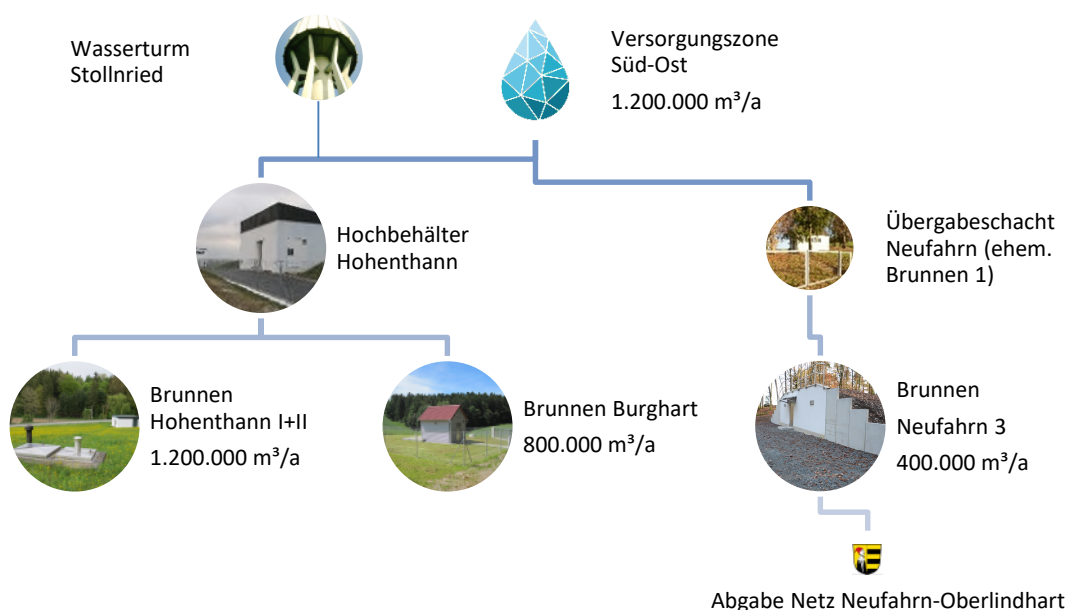 Wasserturm
Stollnried
Versorgungszone
Süd-Ost
1.200.000 m³/a
Hochbehälter
Hohenthann
Übergabeschacht
Neufahrn (ehem.
Brunnen 1)
Brunnen
Hohenthann I+II
1.200.000 m³/a
Brunnen Burghart
800.000 m³/a
Brunnen
Neufahrn 3
400.000 m³/a
Abgabe Netz Neufahrn-Oberlindhart